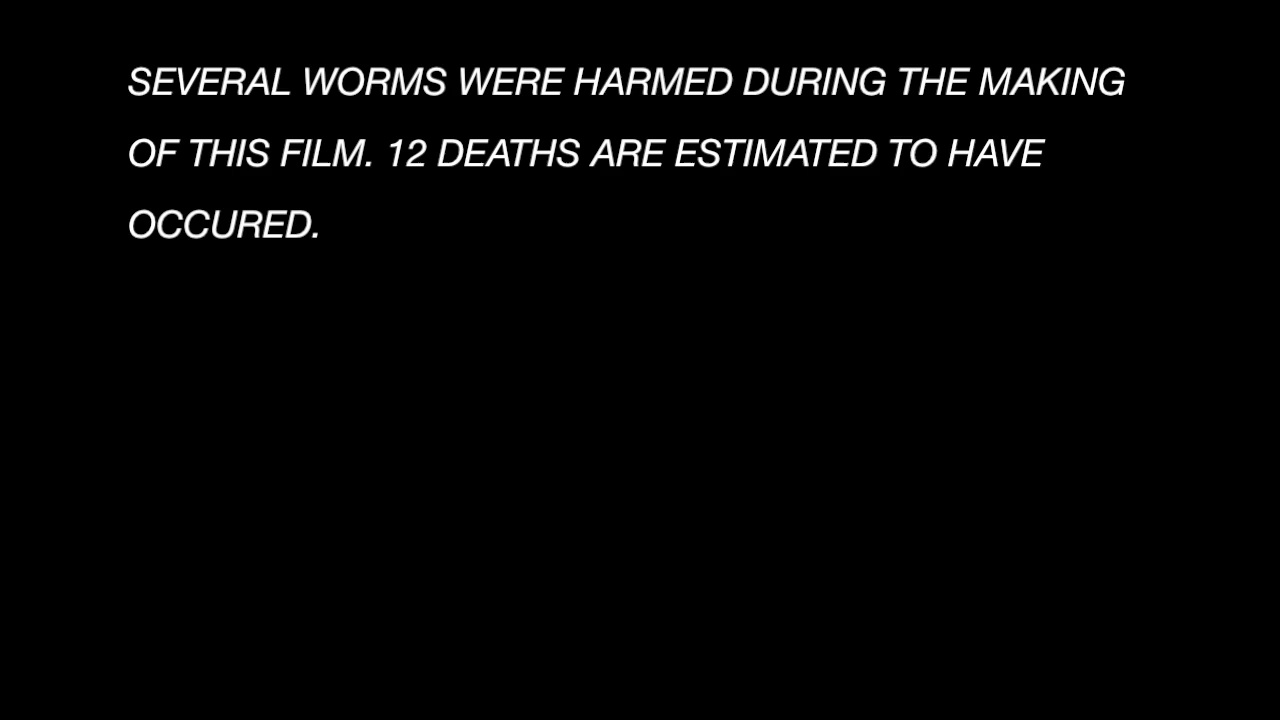 SEVERAL WORMS WERE HARMED DURING THE MAKING
OF THIS FILM. 12 DEATHS ARE ESTIMATED TO HAVE
OCCURED.